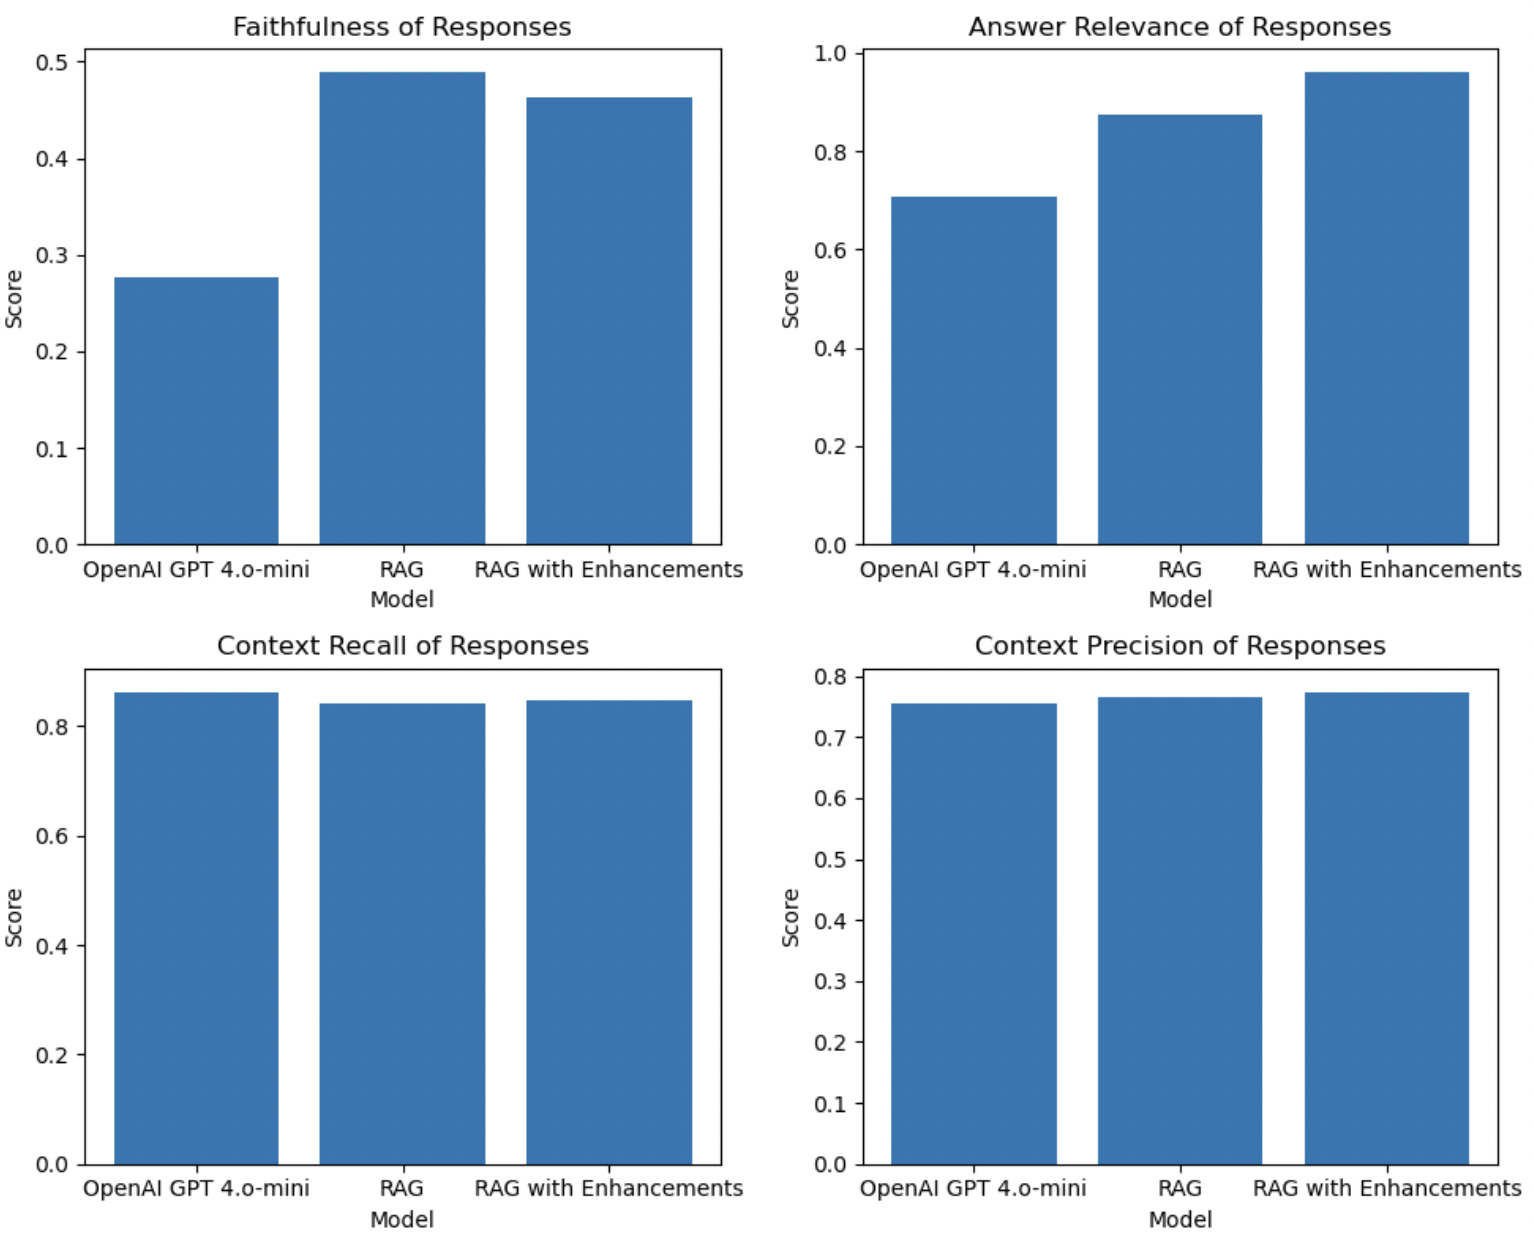 Faithfulness of Responses
0.5
0.4
0.3
0.2
0.1
0.0
Score
OpenAI GPT 4.o-mini RAG RAG with Enhancements
Model
Answer Relevance of Responses
1.0
0.8
0.6
0.4
0.2
0.0
Score
OpenAI GPT 4.o-mini RAG RAG with Enhancements
Model
Context Recall of Responses
0.8
0.6
0.4
0.2
0.0
Score
OpenAI GPT 4.o-mini RAG RAG with Enhancements
Model
Context Precision of Responses
0.8
0.7
0.6
0.5
0.4
0.3
0.2
0.1
0.0
Score
OpenAI GPT 4.o-mini RAG RAG with Enhancements
Model